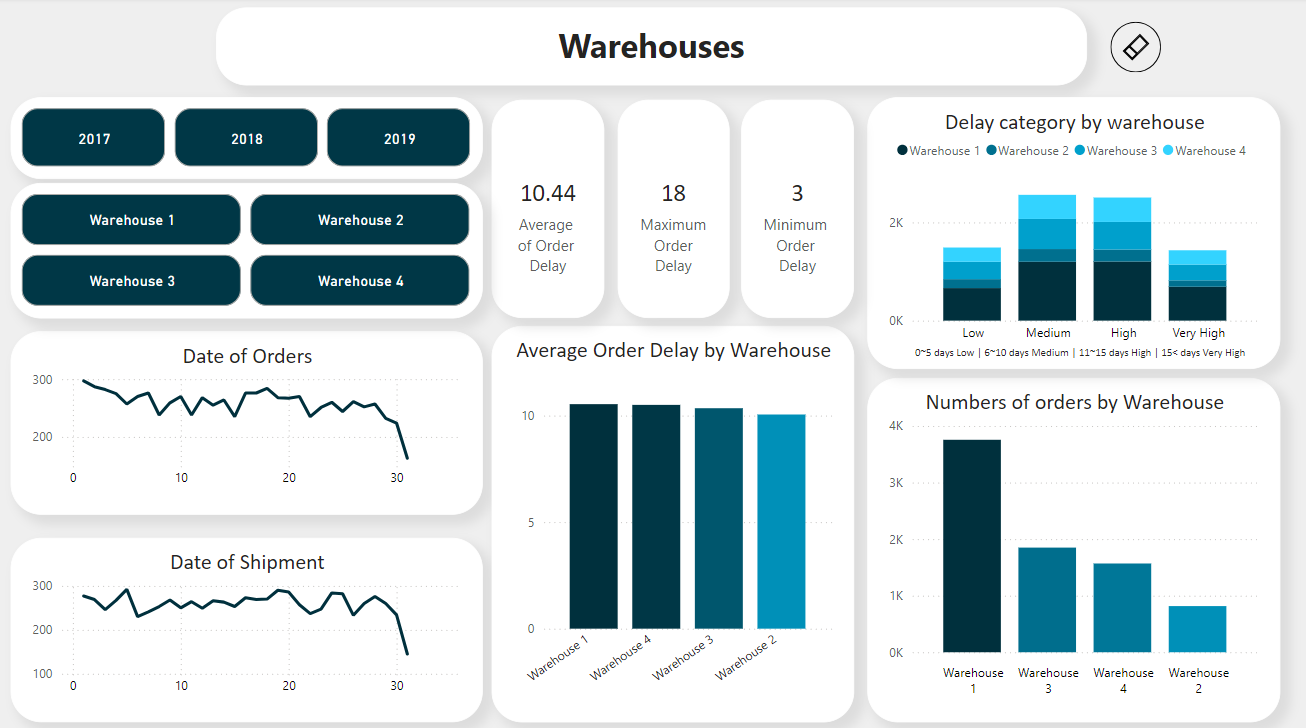 Warehouses
2017
2018
2019
Warehouse 1
Warehouse 2
Warehouse 3
Warehouse 4
10.44
Average
of Order
Delay
18
Maximum
Order
Delay
3
Minimum
Order
Delay
Delay category by warehouse
Warehouse 1 Warehouse 2 Warehouse 3 Warehouse 4
2K
0K
Low Medium High Very High
0~5 days Low | 6~10 days Medium | 11~15 days High | 15< days Very High
Date of Orders
300
200
0 10 20 30
Date of Shipment
300
200
100
0 10 20 30
Average Order Delay by Warehouse
10
5
0
Warehouse 1
Warehouse 4
Warehouse 3
Warehouse 2
Numbers of orders by Warehouse
4K
3K
2K
1K
0K
Warehouse
1
Warehouse
3
Warehouse
4
Warehouse
2